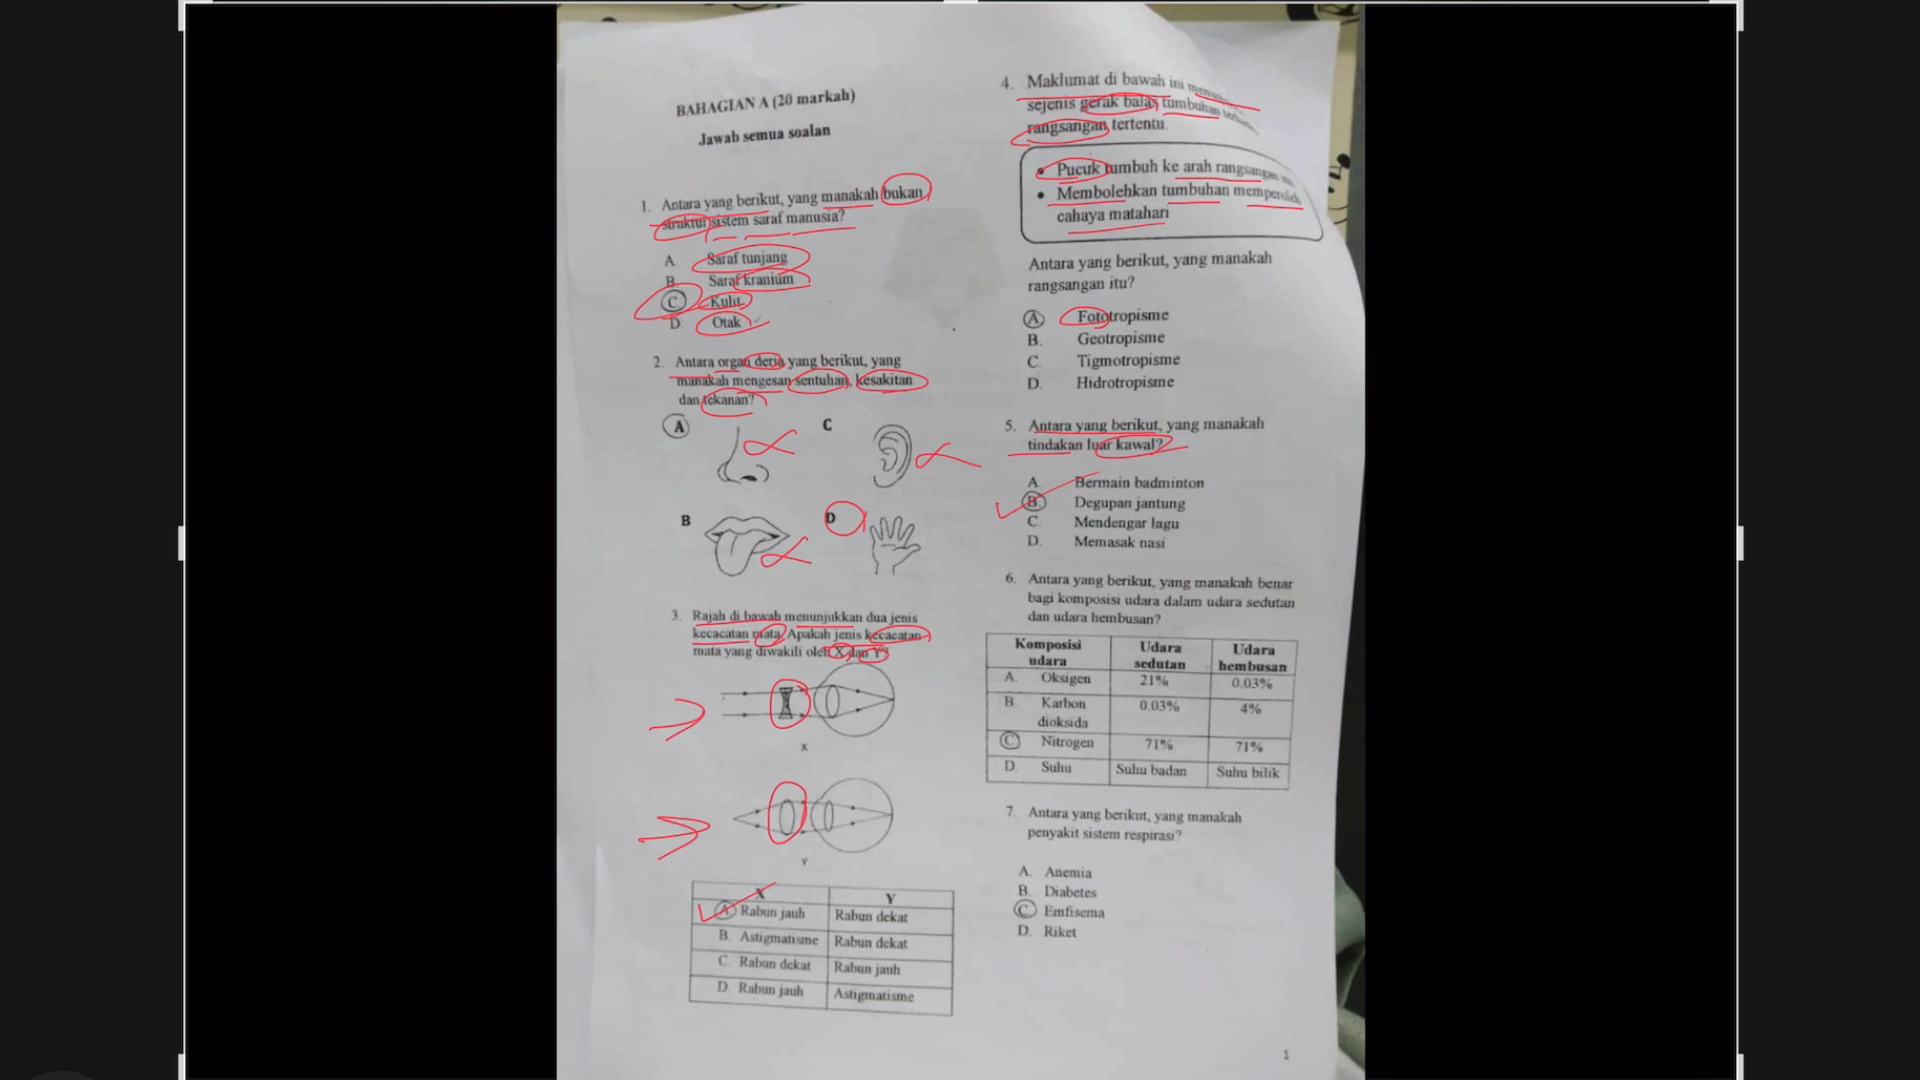 BAHAGIAN A (20 markah)
Jawab semua soalan
1. Antara yang berikut, yang manakah bukan
struktur sistem saraf manusia?
A. Saraf tunjang
B. Saraf kranium
C. Kulit
D. Otak
2. Antara organ deria yang berikut, yang
manakah mengesan sentuhan, kesakitan
dan tekanan?
A
C
B
D
3. Rajah di bawah menunjukkan dua jenis
kecacatan mata. Apakah jenis kecacatan
mata yang diwakili oleh X dan Y?
X
Y
X Y
A. Rabun jauh Rabun dekat
B. Astigmatisme Rabun dekat
C. Rabun dekat Rabun jauh
D. Rabun jauh Astigmatisme
4. Maklumat di bawah ini
sejenis gerak balas tumbuhan
rangsangan tertentu.
• Pucuk tumbuh ke arah rangsangan
• Membolehkan tumbuhan memperoleh
cahaya matahari
Antara yang berikut, yang manakah
rangsangan itu?
A Fototropisme
B. Geotropisme
C. Tigmotropisme
D. Hidrotropisme
5. Antara yang berikut, yang manakah
tindakan luar kawal?
A Bermain badminton
B. Degupan jantung
C. Mendengar lagu
D. Memasak nasi
6. Antara yang berikut, yang manakah benar
bagi komposisi udara dalam udara sedutan
dan udara hembusan?
Komposisi udara Udara sedutan Udara hembusan
A. Oksigen 21% 0.03%
B. Karbon dioksida 0.03% 4%
C Nitrogen 71% 71%
D. Suhu Suhu badan Suhu bilik
7. Antara yang berikut, yang manakah
penyakit sistem respirasi?
A. Anemia
B. Diabetes
C. Emfisema
D. Riket
1